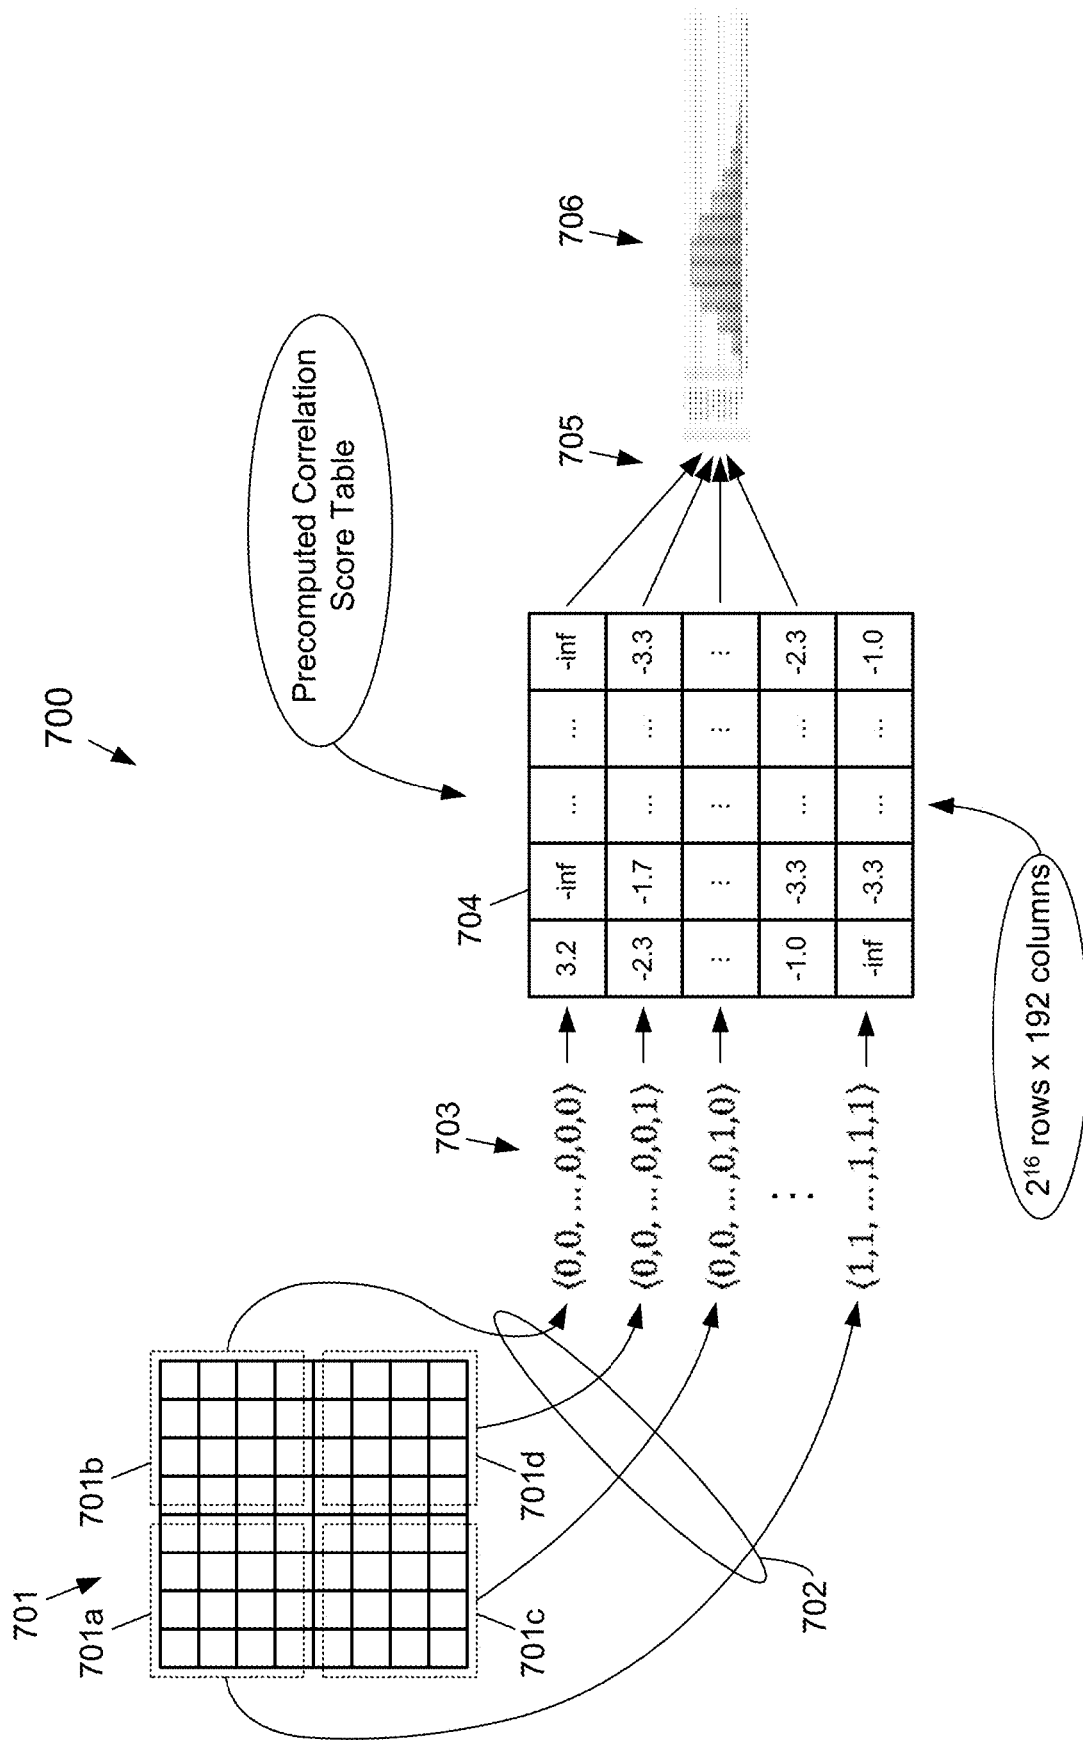 700
701
701a
701b
701c
701d
702
703
⟨0,0,...,0,0,0⟩
⟨0,0,...,0,0,1⟩
⟨0,0,...,0,1,0⟩
...
⟨1,1,...,1,1,1⟩
704
3.2 -inf ... ... -inf
-2.3 -1.7 ... ... -3.3
... ... ... ... ...
-1.0 -3.3 ... ... -2.3
-inf -3.3 ... ... -1.0
Precomputed Correlation
Score Table
2¹⁶ rows x 192 columns
705
706